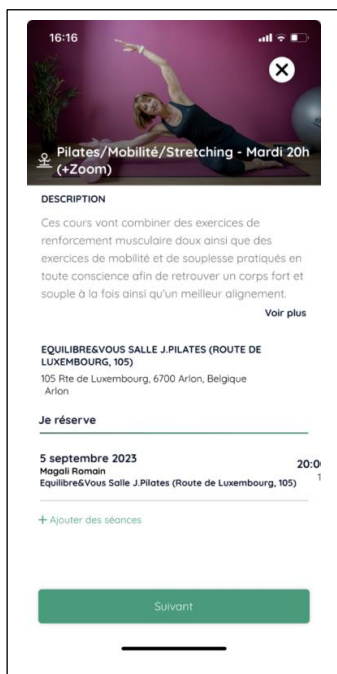 16:16
Pilates/Mobilité/Stretching - Mardi 20h
(+Zoom)
DESCRIPTION
Ces cours vont combiner des exercices de
renforcement musculaire doux ainsi que des
exercices de mobilité et de souplesse pratiqués en
toute conscience afin de retrouver un corps fort et
souple à la fois ainsi qu'un meilleur alignement.
Voir plus
EQUILIBRE&VOUS SALLE J.PILATES (ROUTE DE
LUXEMBOURG, 105)
105 Rte de Luxembourg, 6700 Arlon, Belgique
Arlon
Je réserve
5 septembre 2023
20:0
Magali Romain
1
Equilibre&Vous Salle J.Pilates (Route de Luxembourg, 105)
+ Ajouter des séances
Suivant